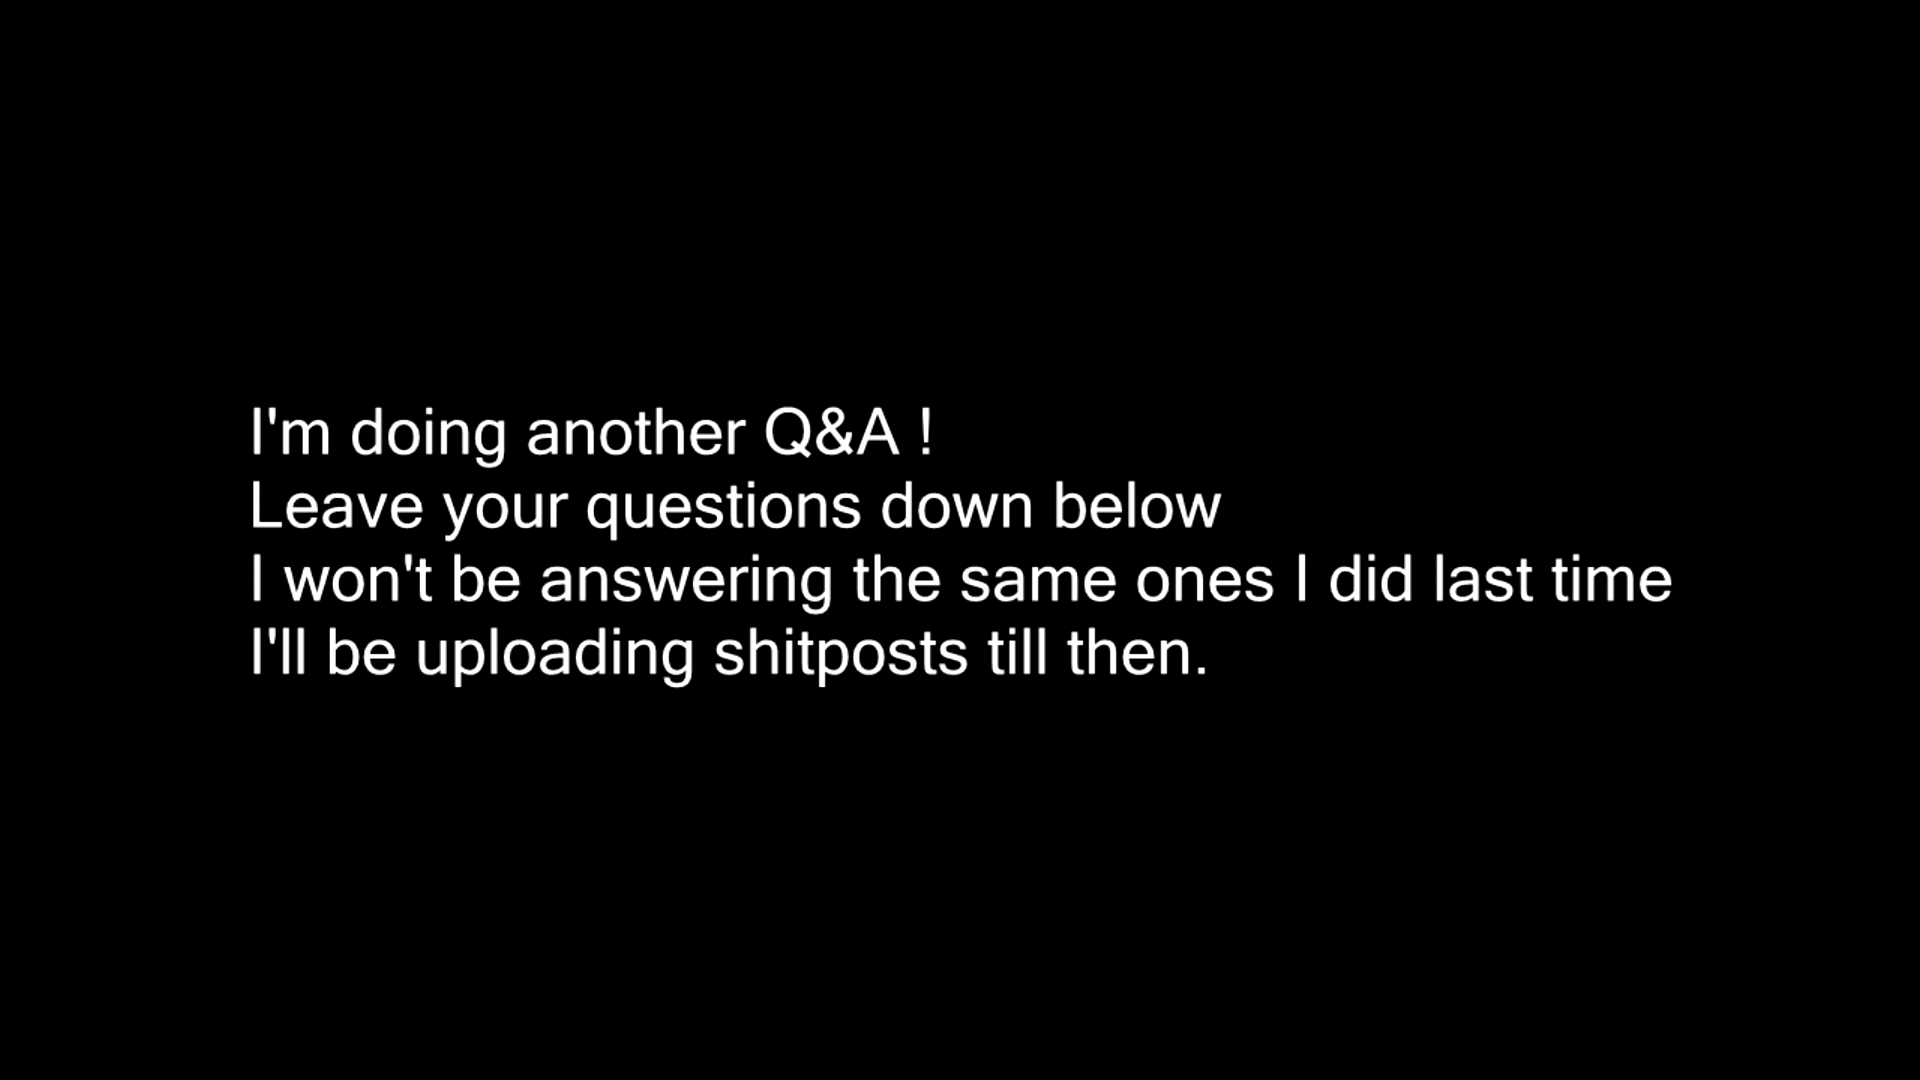 I'm doing another Q&A !
Leave your questions down below
I won't be answering the same ones I did last time
I'll be uploading shitposts till then.